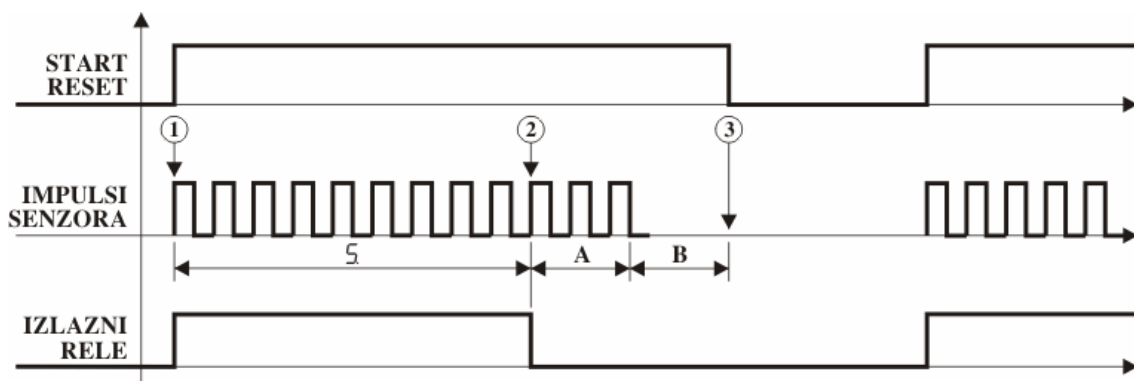 START
RESET
1
2
3
IMPULSI
SENZORA
S.
A
B
IZLAZNI
RELE